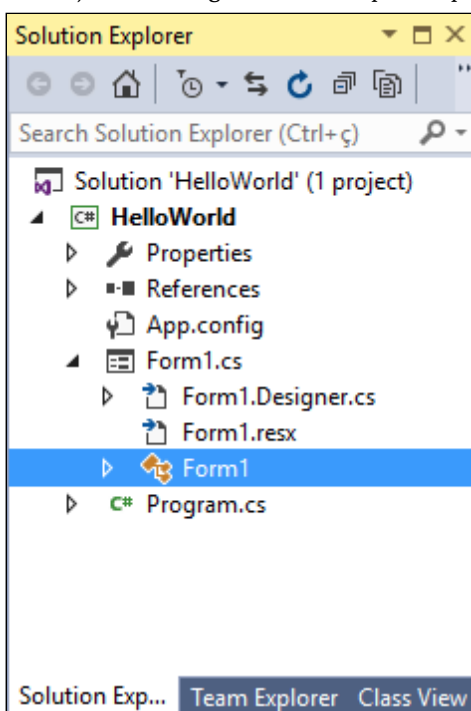 Solution Explorer
Search Solution Explorer (Ctrl+ç)
Solution 'HelloWorld' (1 project)
C# HelloWorld
Properties
References
App.config
Form1.cs
Form1.Designer.cs
Form1.resx
Form1
C# Program.cs
Solution Exp... Team Explorer Class View